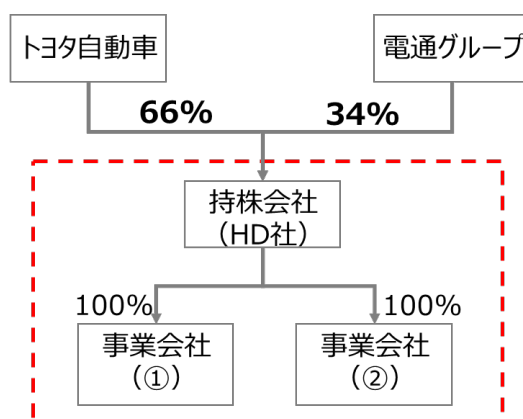 トヨタ自動車
電通グループ
66%
34%
持株会社
（HD社）
100%
100%
事業会社
（①）
事業会社
（②）